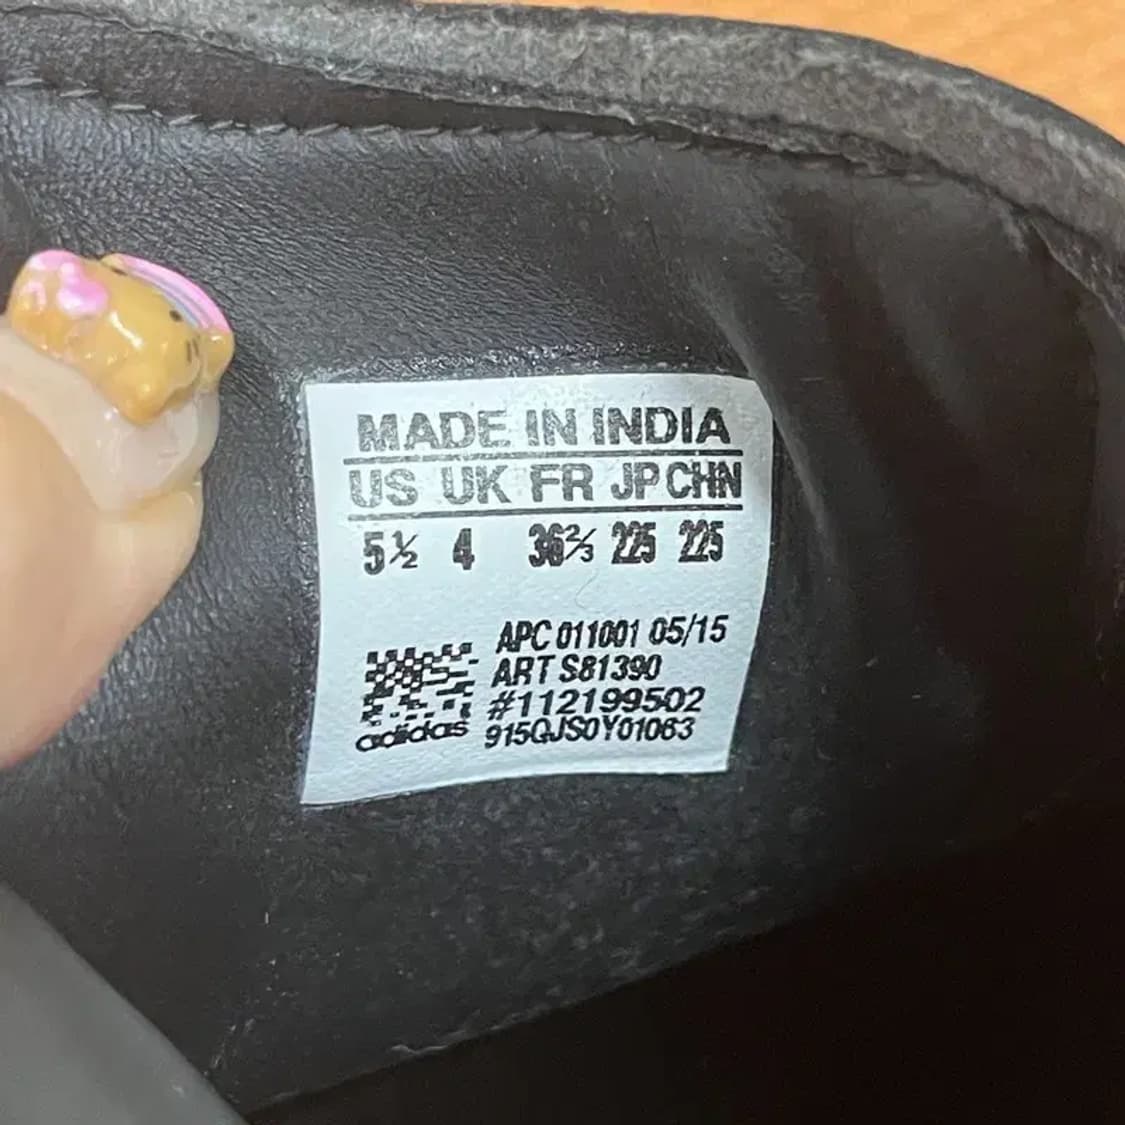 MADE IN INDIA
US UK FR JP CHN
5½ 4 36⅔ 225 225
APC 011001 05/15
ART S81390
#112199502
adidas 915QJS0Y01063